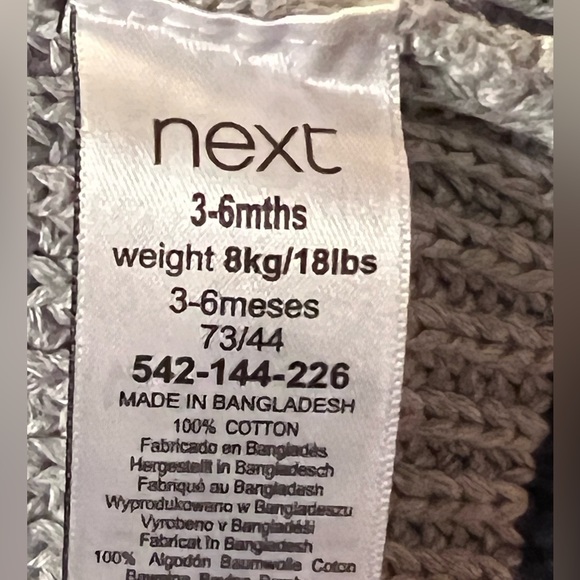 next
3-6mths
weight 8kg/18lbs
3-6meses
73/44
542-144-226
MADE IN BANGLADESH
100% COTTON
Fabricado en Bangladés
Hergestellt in Bangladesch
Fabriqué au Bangladash
Wyprodukowano w Bangladeszu
Vyrobeno v Bangladéši
Fabricat în Bangladesh
100% Algodón Baumwolle Coton